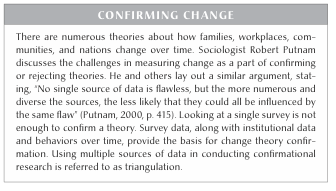 CONFIRMING CHANGE
There are numerous theories about how families, workplaces, com-
munities, and nations change over time. Sociologist Robert Putnam
discusses the challenges in measuring change as a part of confirming
or rejecting theories. He and others lay out a similar argument, stat-
ing, “No single source of data is flawless, but the more numerous and
diverse the sources, the less likely that they could all be influenced by
the same flaw” (Putnam, 2000, p. 415). Looking at a single survey is not
enough to confirm a theory. Survey data, along with institutional data
and behaviors over time, provide the basis for change theory confir-
mation. Using multiple sources of data in conducting confirmational
research is referred to as triangulation.